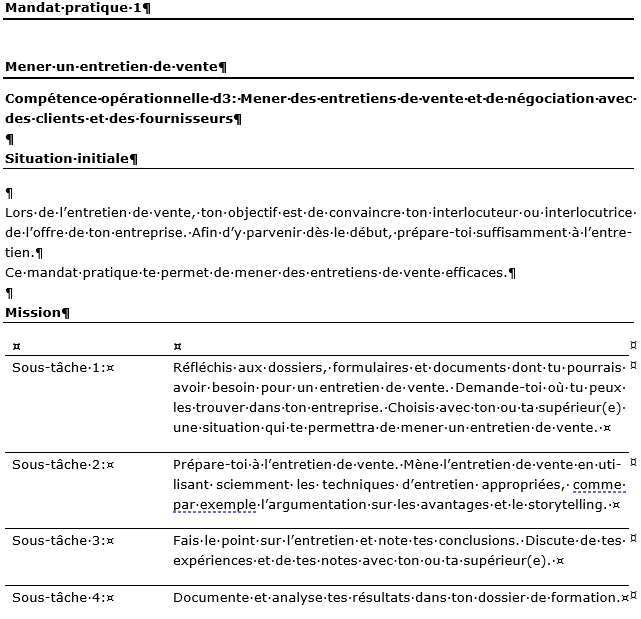 Mandat pratique 1¶
Mener un entretien de vente¶
Compétence opérationnelle d3: Mener des entretiens de vente et de négociation avec
des clients et des fournisseurs¶
¶
Situation initiale¶
¶
Lors de l'entretien de vente, ton objectif est de convaincre ton interlocuteur ou interlocutrice
de l'offre de ton entreprise. Afin d'y parvenir dès le début, prépare-toi suffisamment à l'entre-
tien.¶
Ce mandat pratique te permet de mener des entretiens de vente efficaces.¶
¶
Mission¶
¤ ¤ ¤
Sous-tâche 1:¤ Réfléchis aux dossiers, formulaires et documents dont tu pourrais ¤
avoir besoin pour un entretien de vente. Demande-toi où tu peux
les trouver dans ton entreprise. Choisis avec ton ou ta supérieur(e)
une situation qui te permettra de mener un entretien de vente. ¤
Sous-tâche 2:¤ Prépare-toi à l'entretien de vente. Mène l'entretien de vente en uti- ¤
lisant sciemment les techniques d'entretien appropriées, comme
par exemple l'argumentation sur les avantages et le storytelling. ¤
Sous-tâche 3:¤ Fais le point sur l'entretien et note tes conclusions. Discute de tes ¤
expériences et de tes notes avec ton ou ta supérieur(e). ¤
Sous-tâche 4:¤ Documente et analyse tes résultats dans ton dossier de formation.¤ ¤